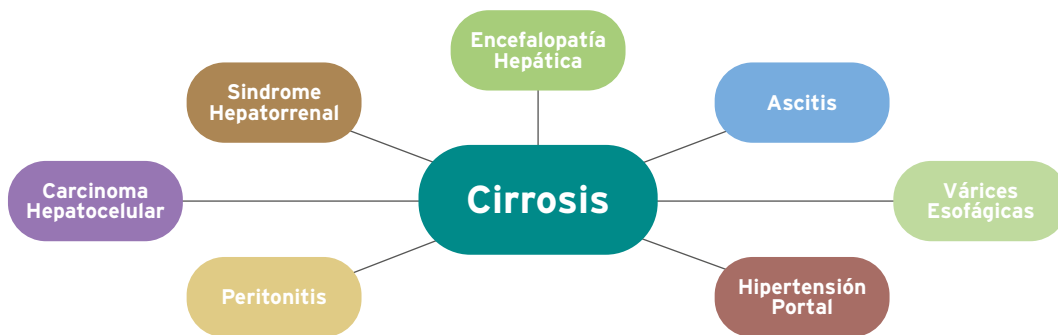 Encefalopatía
Hepática
Sindrome
Hepatorrenal
Ascitis
Carcinoma
Hepatocelular
Cirrosis
Várices
Esofágicas
Peritonitis
Hipertensión
Portal